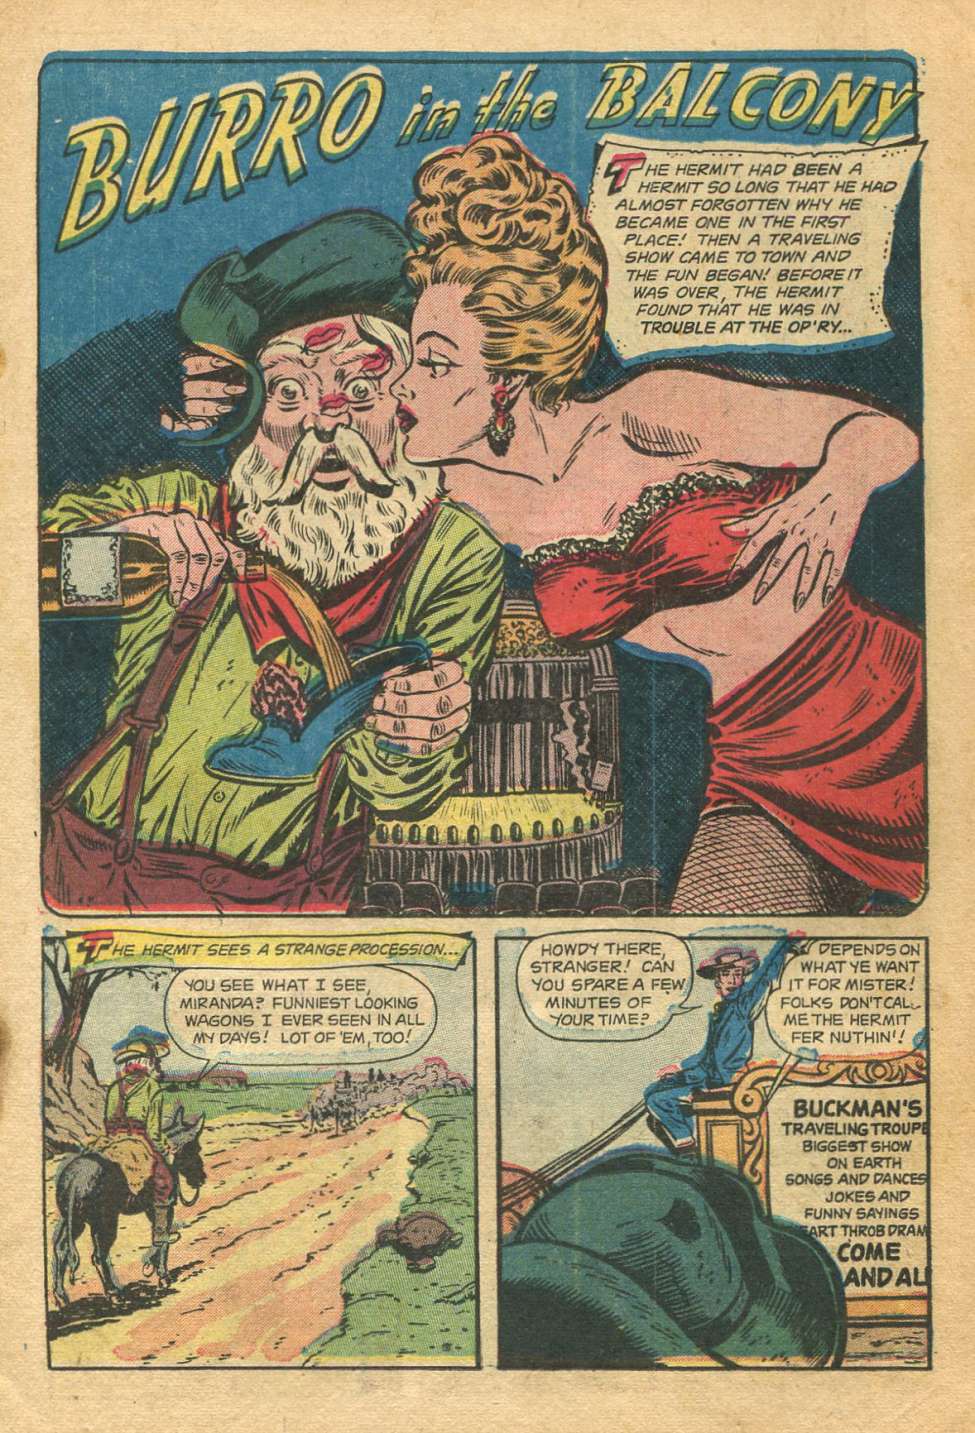 BURRO in the BALCONY
THE HERMIT HAD BEEN A
HERMIT SO LONG THAT HE HAD
ALMOST FORGOTTEN WHY HE
BECAME ONE IN THE FIRST
PLACE! THEN A TRAVELING
SHOW CAME TO TOWN AND
THE FUN BEGAN! BEFORE IT
WAS OVER, THE HERMIT
FOUND THAT HE WAS IN
TROUBLE AT THE OP'RY...
THE HERMIT SEES A STRANGE PROCESSION...
YOU SEE WHAT I SEE,
MIRANDA? FUNNIEST LOOKING
WAGONS I EVER SEEN IN ALL
MY DAYS! LOT OF 'EM, TOO!
HOWDY THERE,
STRANGER! CAN
YOU SPARE A FEW
MINUTES OF
YOUR TIME?
DEPENDS ON
WHAT YE WANT
IT FOR MISTER!
FOLKS DON'T CALL
ME THE HERMIT
FER NUTHIN'!
BUCKMAN'S
TRAVELING TROUPE
BIGGEST SHOW
ON EARTH
SONGS AND DANCES
JOKES AND
FUNNY SAYINGS
EART THROB DRAM
COME
AND ALL